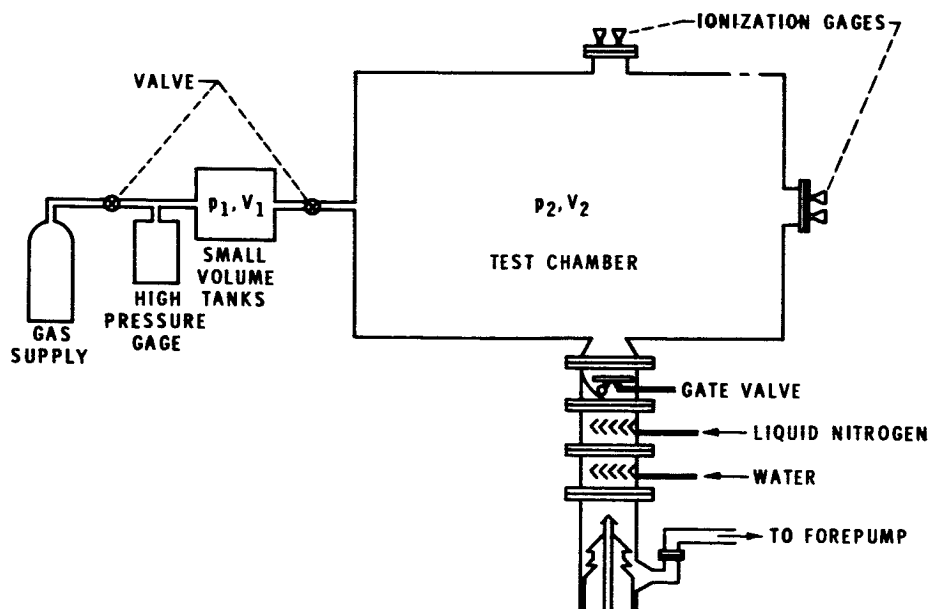 IONIZATION GAGES
VALVE
p₁, V₁
p₂, V₂
SMALL
VOLUME
TANKS
TEST CHAMBER
HIGH
PRESSURE
GAGE
GAS
SUPPLY
GATE VALVE
LIQUID NITROGEN
WATER
TO FOREPUMP